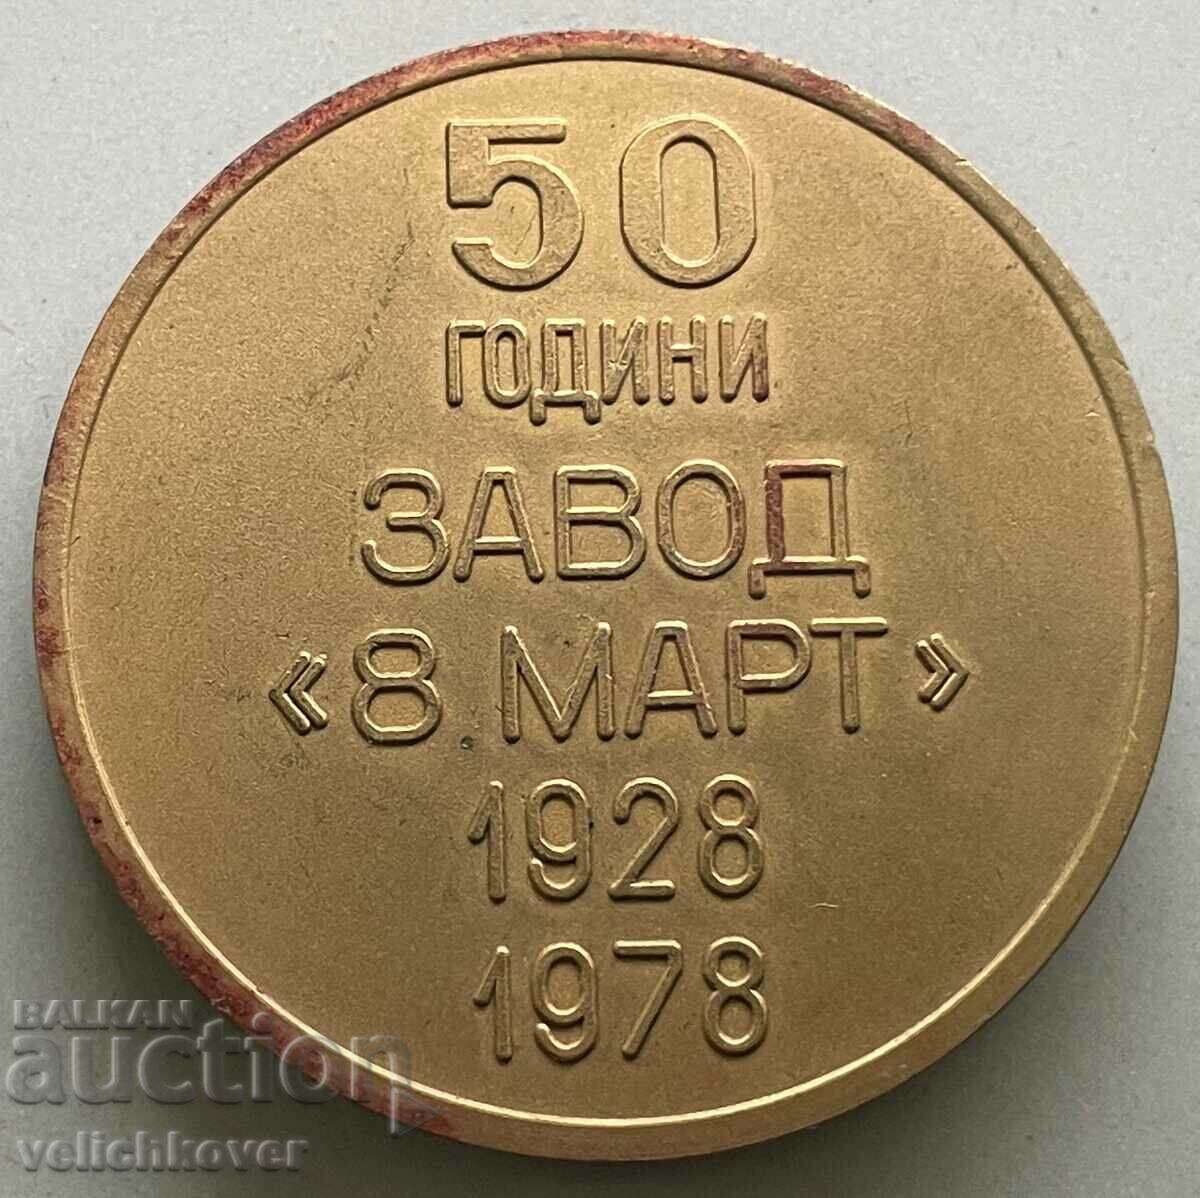 50
ГОДИНИ
ЗАВОД
«8 МАРТ»
1928
1978
BALKAN
auction
velichkover